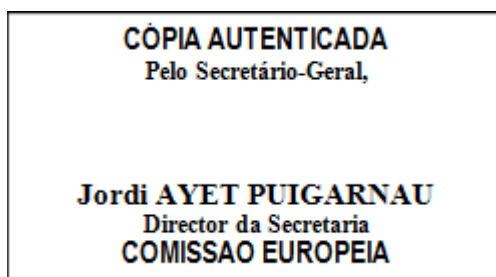 CÓPIA AUTENTICADA
Pelo Secretário-Geral,
Jordi AYET PUIGARNAU
Director da Secretaria
COMISSAO EUROPEIA